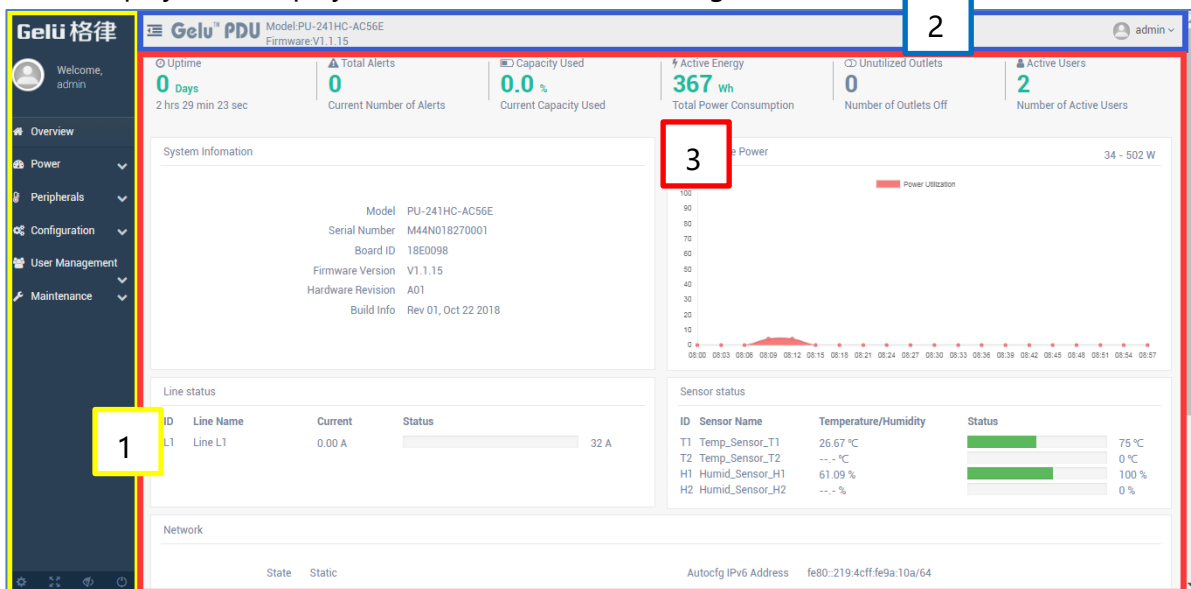 Gelü 格律
Welcome,
admin
Overview
Power
Peripherals
Configuration
User Management
Maintenance
1
Gelu™ PDU
Model:PU-241HC-AC56E
Firmware:V1.1.15
2
admin
Uptime
0 Days
2 hrs 29 min 23 sec
Total Alerts
0
Current Number of Alerts
Capacity Used
0.0 %
Current Capacity Used
Active Energy
367 Wh
Total Power Consumption
Unutilized Outlets
0
Number of Outlets Off
Active Users
2
Number of Active Users
System Infomation
Model PU-241HC-AC56E
Serial Number M44N018270001
Board ID 18E0098
Firmware Version V1.1.15
Hardware Revision A01
Build Info Rev 01, Oct 22 2018
3
Power
34 - 502 W
Power Utilization
100
90
80
70
60
50
40
30
20
10
0
08:00 08:03 08:06 08:09 08:12 08:15 08:18 08:21 08:24 08:27 08:30 08:33 08:36 08:39 08:42 08:45 08:48 08:51 08:54 08:57
Line status
ID Line Name Current Status
L1 Line L1 0.00 A 32 A
Sensor status
ID Sensor Name Temperature/Humidity Status
T1 Temp_Sensor_T1 26.67 ℃ 75 ℃
T2 Temp_Sensor_T2 --.- ℃ 0 ℃
H1 Humid_Sensor_H1 61.09 % 100 %
H2 Humid_Sensor_H2 --.- % 0 %
Network
State Static
Autocfg IPv6 Address fe80::219:4cff:fe9a:10a/64